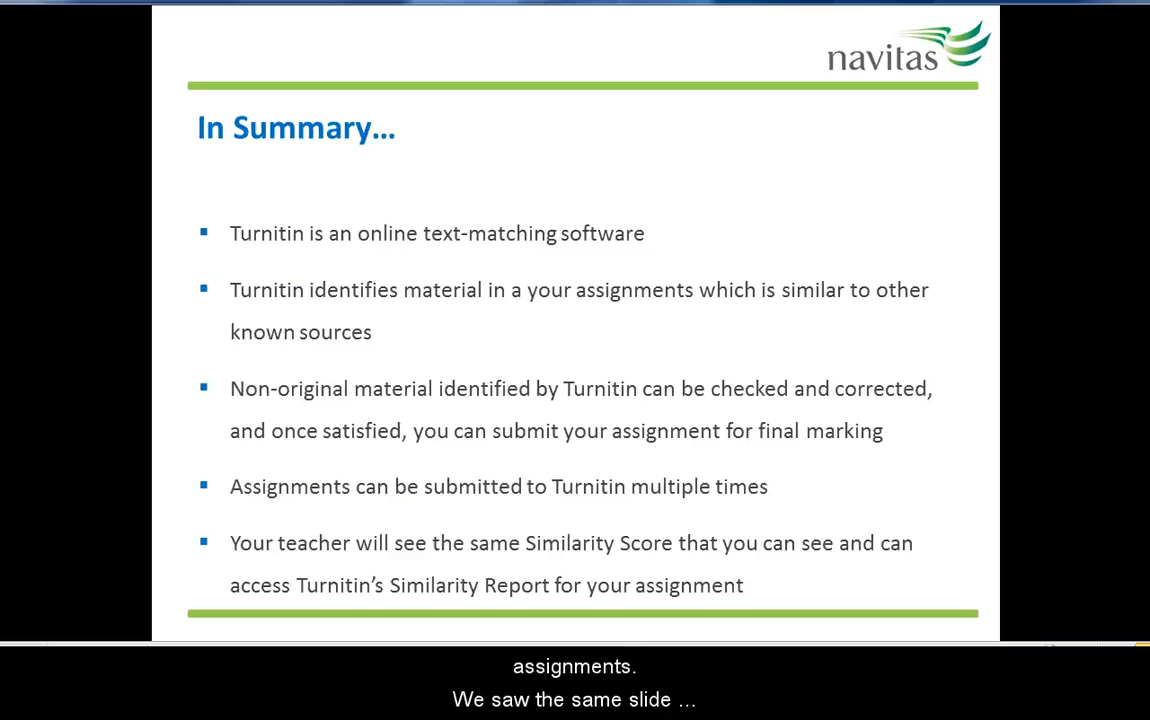 navitas
In Summary...
Turnitin is an online text-matching software
Turnitin identifies material in a your assignments which is similar to other
known sources
Non-original material identified by Turnitin can be checked and corrected,
and once satisfied, you can submit your assignment for final marking
Assignments can be submitted to Turnitin multiple times
Your teacher will see the same Similarity Score that you can see and can
access Turnitin’s Similarity Report for your assignment
assignments.
We saw the same slide ...